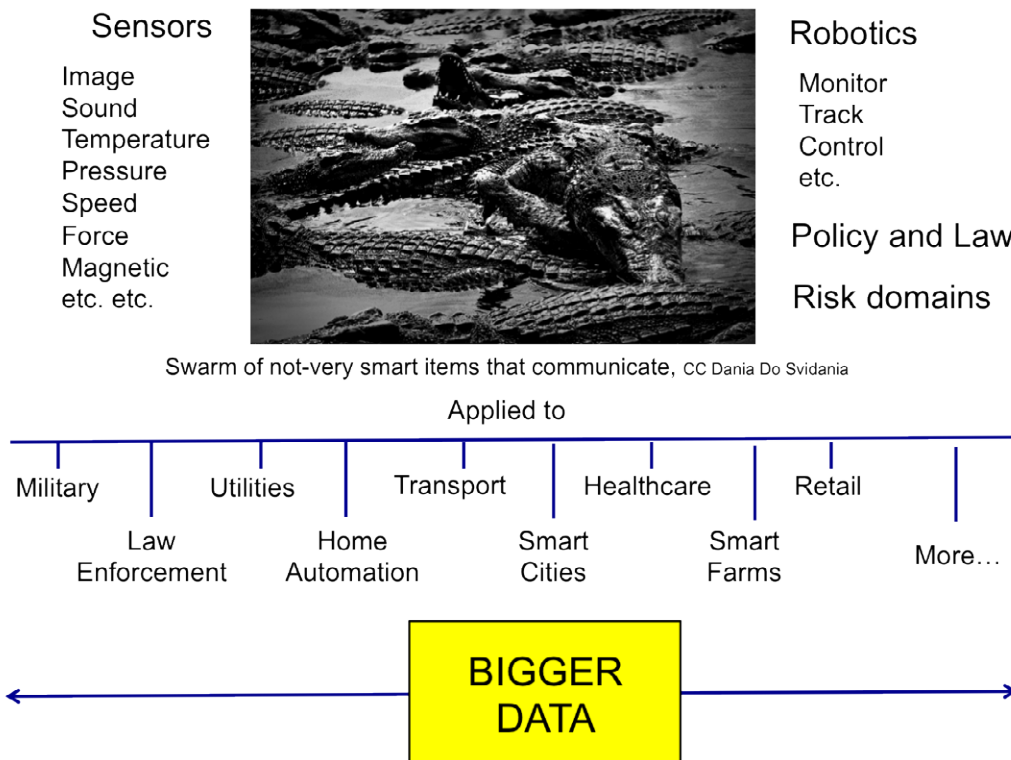 Sensors
Image
Sound
Temperature
Pressure
Speed
Force
Magnetic
etc. etc.
Robotics
Monitor
Track
Control
etc.
Policy and Law
Risk domains
Swarm of not-very smart items that communicate, CC Dania Do Svidania
Applied to
Military
Utilities
Transport
Healthcare
Retail
Law
Enforcement
Home
Automation
Smart
Cities
Smart
Farms
More…
BIGGER
DATA